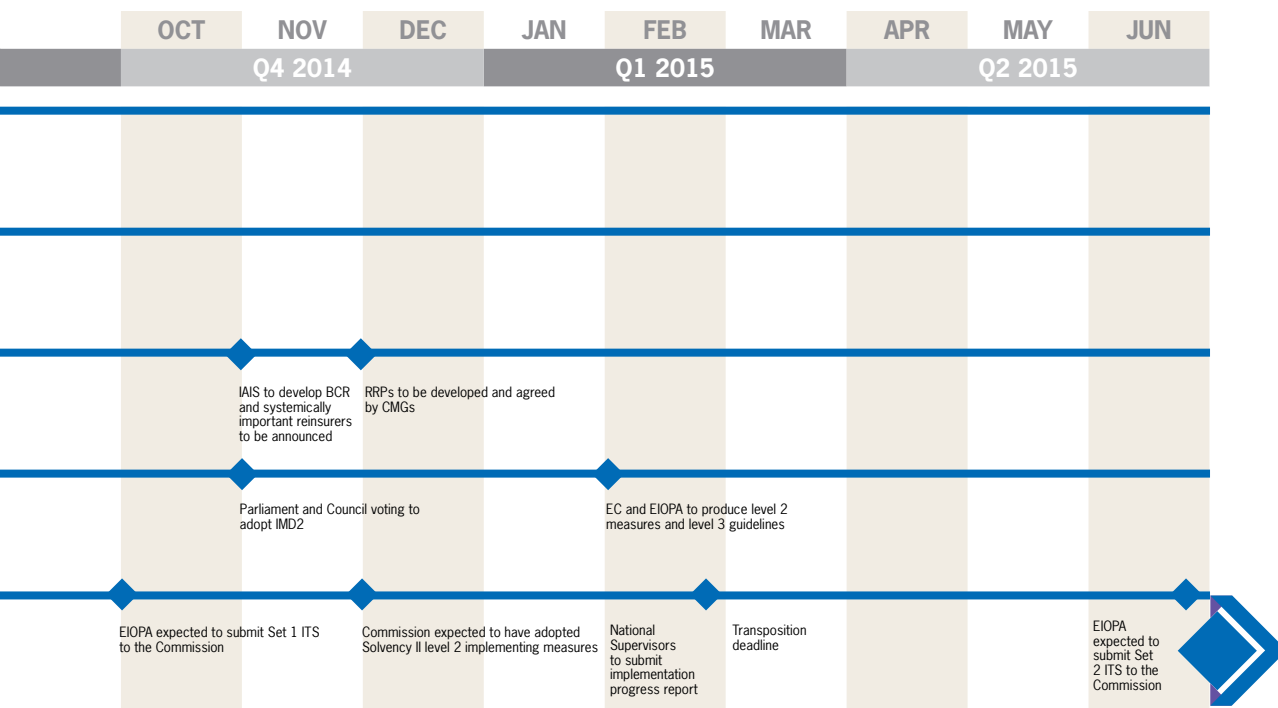 OCT NOV DEC JAN FEB MAR APR MAY JUN
Q4 2014 Q1 2015 Q2 2015
IAIS to develop BCR
and systemically
important reinsurers
to be announced
RRPs to be developed and agreed
by CMGs
Parliament and Council voting to
adopt IMD2
EC and EIOPA to produce level 2
measures and level 3 guidelines
EIOPA expected to submit Set 1 ITS
to the Commission
Commission expected to have adopted
Solvency II level 2 implementing measures
National
Supervisors
to submit
implementation
progress report
Transposition
deadline
EIOPA
expected to
submit Set
2 ITS to the
Commission